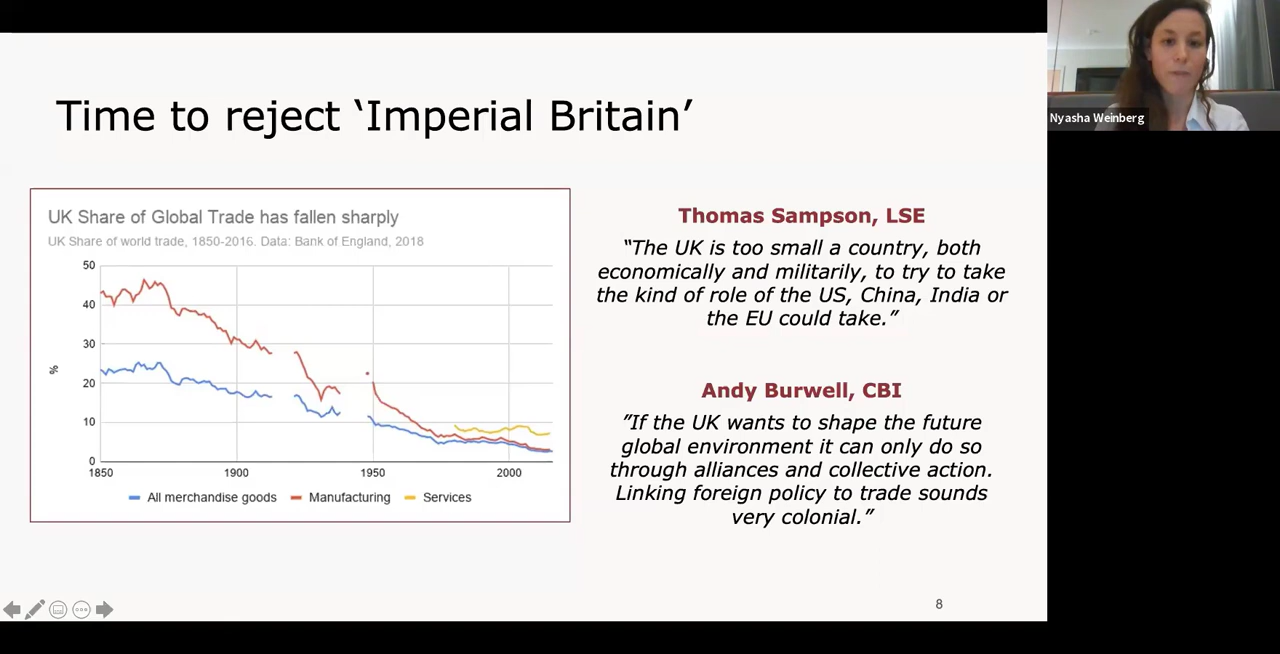 Time to reject ‘Imperial Britain’
UK Share of Global Trade has fallen sharply
UK Share of world trade, 1850-2016. Data: Bank of England, 2018
50
40
30
20
10
0
%
1850
1900
1950
2000
All merchandise goods
Manufacturing
Services
Thomas Sampson, LSE
“The UK is too small a country, both
economically and militarily, to try to take
the kind of role of the US, China, India or
the EU could take.”
Andy Burwell, CBI
”If the UK wants to shape the future
global environment it can only do so
through alliances and collective action.
Linking foreign policy to trade sounds
very colonial.”
8
Nyasha Weinberg